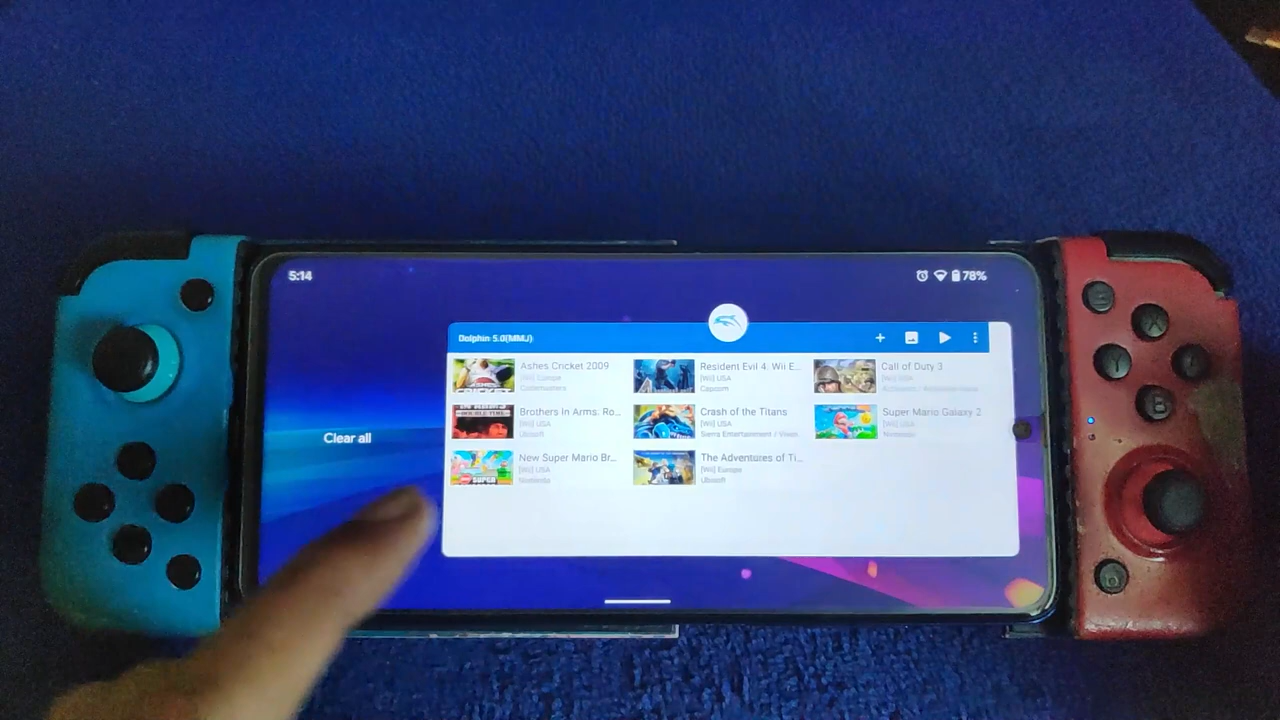 5:14
78%
Dolphin 5.0(MMJ)
Ashes Cricket 2009
[Wii] Europe
Codemasters
Resident Evil 4. Wii E...
[Wii] USA
Capcom
Call of Duty 3
[Wii] USA
Brothers In Arms. Ro...
[Wii] USA
Ubisoft
Crash of the Titans
[Wii] USA
Sierra Entertainment / Viven
Super Mario Galaxy 2
[Wii] USA
Nintendo
New Super Mario Br...
[Wii] USA
Nintendo
The Adventures of Ti...
[Wii] Europe
Ubisoft
Clear all
X
Y
B